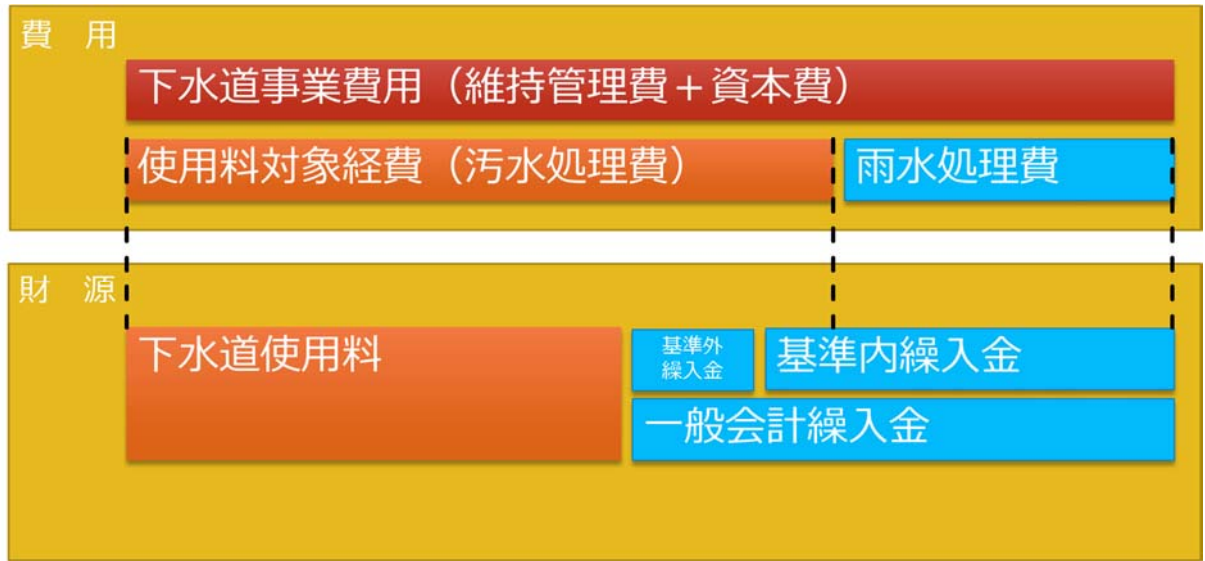 費　用
下水道事業費用（維持管理費＋資本費）
使用料対象経費（汚水処理費）
雨水処理費
財　源
下水道使用料
基準外
繰入金
基準内繰入金
一般会計繰入金